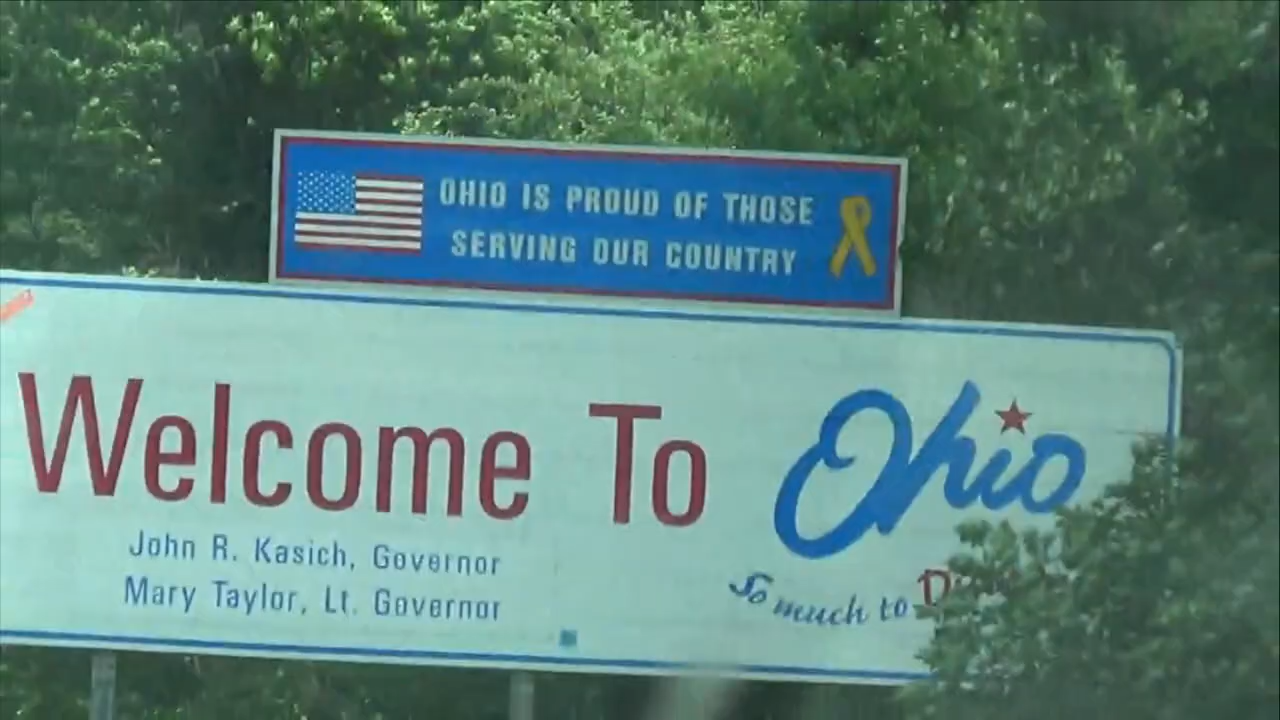 OHIO IS PROUD OF THOSE
SERVING OUR COUNTRY
Welcome To Ohio
John R. Kasich, Governor
Mary Taylor, Lt. Governor
So much to